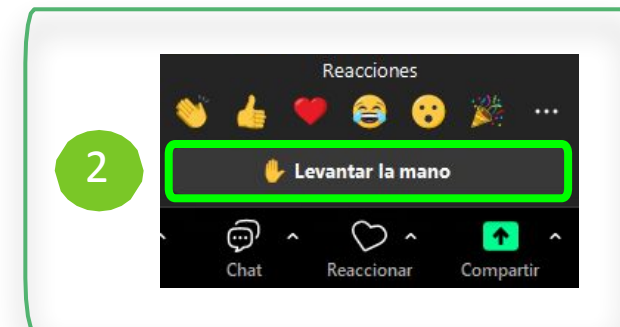 Reacciones
2
Levantar la mano
Chat
Reaccionar
Compartir